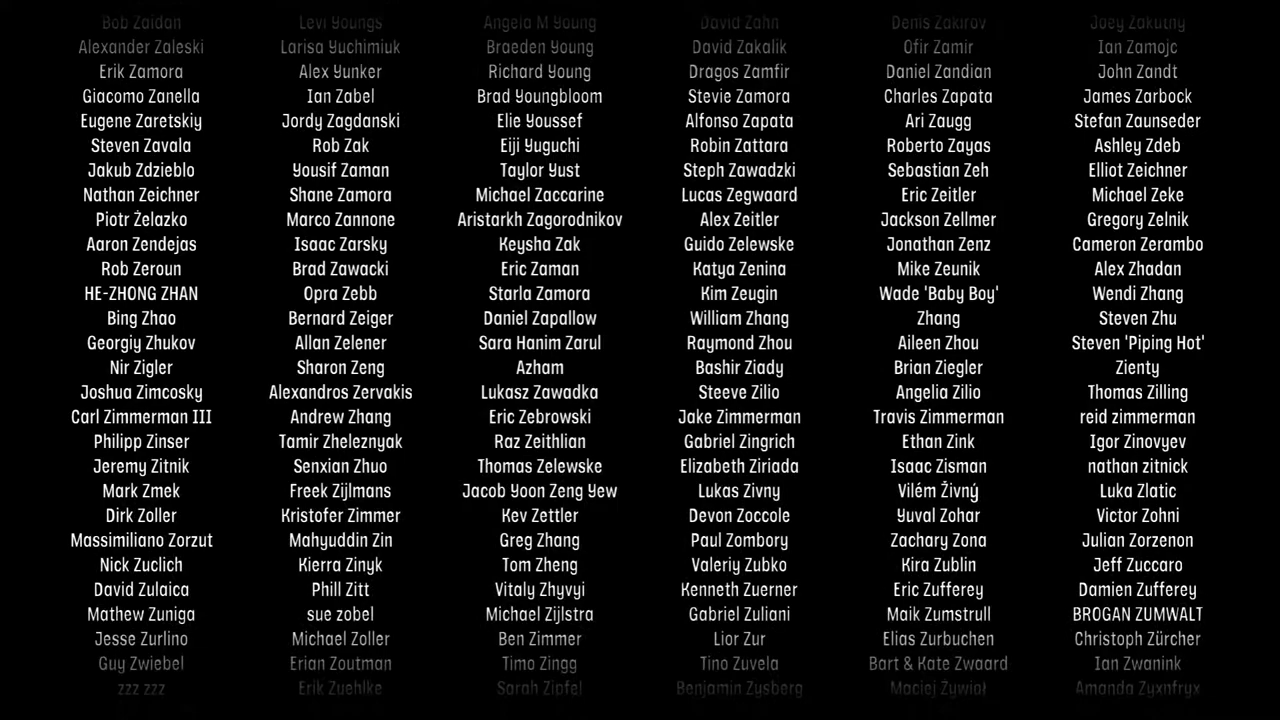 Bob Zaidan
Alexander Zaleski
Erik Zamora
Giacomo Zanella
Eugene Zaretskiy
Steven Zavala
Jakub Zdzieblo
Nathan Zeichner
Piotr Żelazko
Aaron Zendejas
Rob Zeroun
HE-ZHONG ZHAN
Bing Zhao
Georgiy Zhukov
Nir Zigler
Joshua Zimcosky
Carl Zimmerman III
Philipp Zinser
Jeremy Zitnik
Mark Zmek
Dirk Zoller
Massimiliano Zorzut
Nick Zuclich
David Zulaica
Mathew Zuniga
Jesse Zurlino
Guy Zwiebel
zzz zzz
Levi Youngs
Larisa Yuchimiuk
Alex Yunker
Ian Zabel
Jordy Zagdanski
Rob Zak
Yousif Zaman
Shane Zamora
Marco Zannone
Isaac Zarsky
Brad Zawacki
Opra Zebb
Bernard Zeiger
Allan Zelener
Sharon Zeng
Alexandros Zervakis
Andrew Zhang
Tamir Zheleznyak
Senxian Zhuo
Freek Zijlmans
Kristofer Zimmer
Mahyuddin Zin
Kierra Zinyk
Phill Zitt
sue zobel
Michael Zoller
Erian Zoutman
Erik Zuehlke
Angela M Young
Braeden Young
Richard Young
Brad Youngbloom
Elie Youssef
Eiji Yuguchi
Taylor Yust
Michael Zaccarine
Aristarkh Zagorodnikov
Keysha Zak
Eric Zaman
Starla Zamora
Daniel Zapallow
Sara Hanim Zarul
Azham
Lukasz Zawadka
Eric Zebrowski
Raz Zeithlian
Thomas Zelewske
Jacob Yoon Zeng Yew
Kev Zettler
Greg Zhang
Tom Zheng
Vitaly Zhyvyi
Michael Zijlstra
Ben Zimmer
Timo Zingg
Sarah Zipfel
David Zahn
David Zakalik
Dragos Zamfir
Stevie Zamora
Alfonso Zapata
Robin Zattara
Steph Zawadzki
Lucas Zegwaard
Alex Zeitler
Guido Zelewske
Katya Zenina
Kim Zeugin
William Zhang
Raymond Zhou
Bashir Ziady
Steeve Zilio
Jake Zimmerman
Gabriel Zingrich
Elizabeth Ziriada
Lukas Zivny
Devon Zoccole
Paul Zombory
Valeriy Zubko
Kenneth Zuerner
Gabriel Zuliani
Lior Zur
Tino Zuvela
Benjamin Zysberg
Denis Zakirov
Ofir Zamir
Daniel Zandian
Charles Zapata
Ari Zaugg
Roberto Zayas
Sebastian Zeh
Eric Zeitler
Jackson Zellmer
Jonathan Zenz
Mike Zeunik
Wade 'Baby Boy'
Zhang
Aileen Zhou
Brian Ziegler
Angelia Zilio
Travis Zimmerman
Ethan Zink
Isaac Zisman
Vilém Živný
Yuval Zohar
Zachary Zona
Kira Zublin
Eric Zufferey
Maik Zumstrull
Elias Zurbuchen
Bart & Kate Zwaard
Maciej Żywioł
Joey Zakutny
Ian Zamojc
John Zandt
James Zarbock
Stefan Zaunseder
Ashley Zdeb
Elliot Zeichner
Michael Zeke
Gregory Zelnik
Cameron Zerambo
Alex Zhadan
Wendi Zhang
Steven Zhu
Steven 'Piping Hot'
Zienty
Thomas Zilling
reid zimmerman
Igor Zinovyev
nathan zitnick
Luka Zlatic
Victor Zohni
Julian Zorzenon
Jeff Zuccaro
Damien Zufferey
BROGAN ZUMWALT
Christoph Zürcher
Ian Zwanink
Amanda Zyxnfryx